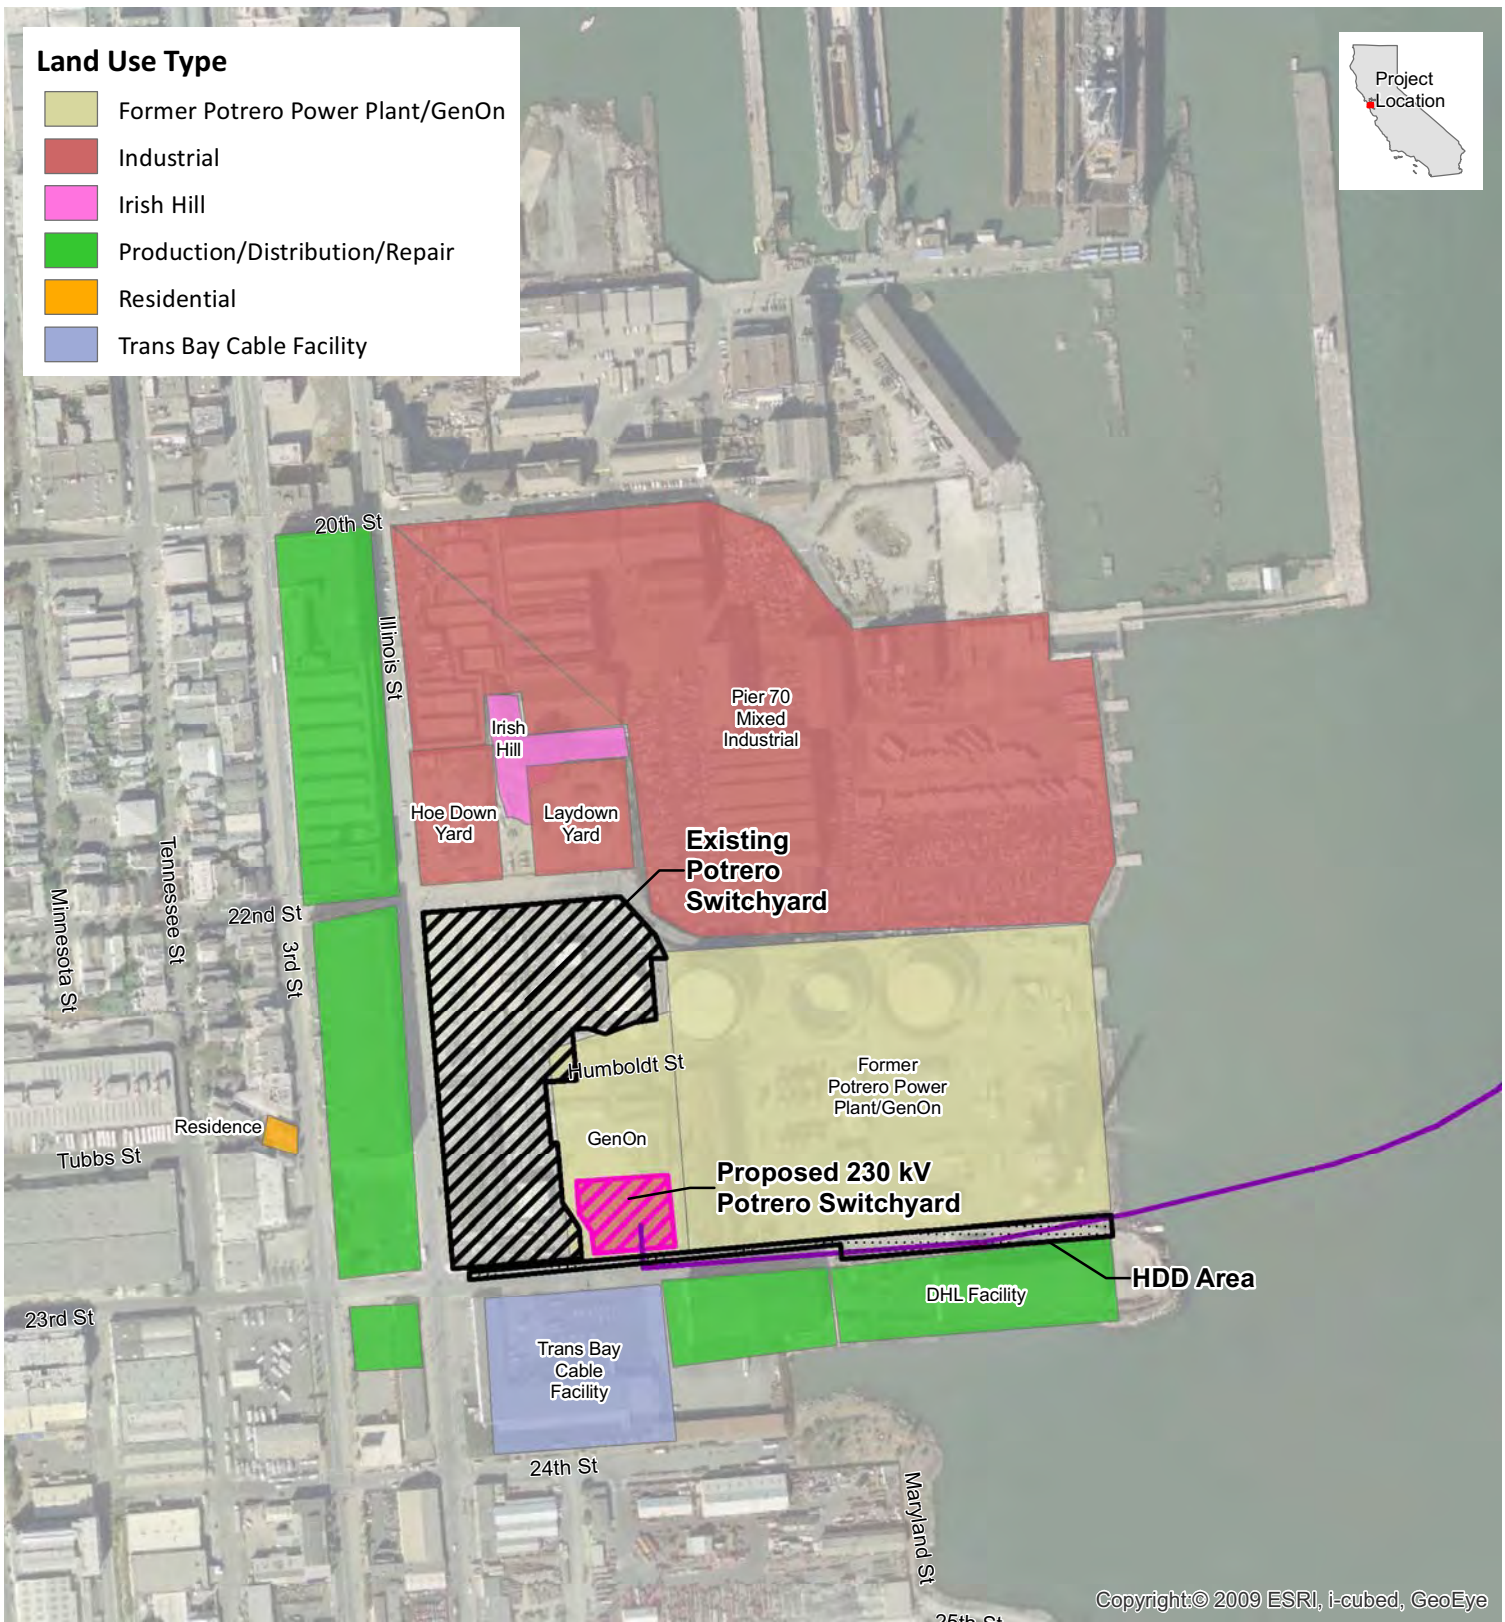 Land Use Type
Former Potrero Power Plant/GenOn
Industrial
Irish Hill
Production/Distribution/Repair
Residential
Trans Bay Cable Facility
Project
Location
20th St
Illinois St
Irish
Hill
Pier 70
Mixed
Industrial
Hoe Down
Yard
Laydown
Yard
Existing
Potrero
Switchyard
Minnesota St
Tennessee St
22nd St
3rd St
Humboldt St
Former
Potrero Power
Plant/GenOn
Residence
Tubbs St
GenOn
Proposed 230 kV
Potrero Switchyard
HDD Area
DHL Facility
23rd St
Trans Bay
Cable
Facility
24th St
Maryland St
Copyright:© 2009 ESRI, i-cubed, GeoEye
25th St